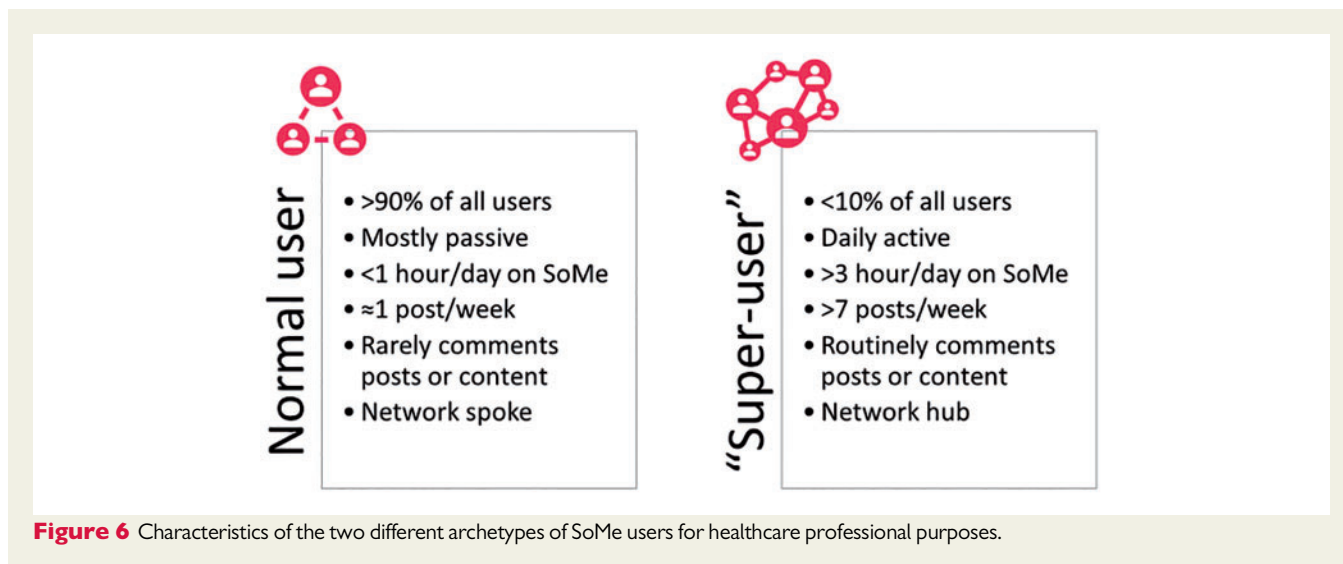 Normal user
• >90% of all users
• Mostly passive
• <1 hour/day on SoMe
• ≈1 post/week
• Rarely comments
posts or content
• Network spoke
“Super-user”
• <10% of all users
• Daily active
• >3 hour/day on SoMe
• >7 posts/week
• Routinely comments
posts or content
• Network hub
Figure 6 Characteristics of the two different archetypes of SoMe users for healthcare professional purposes.